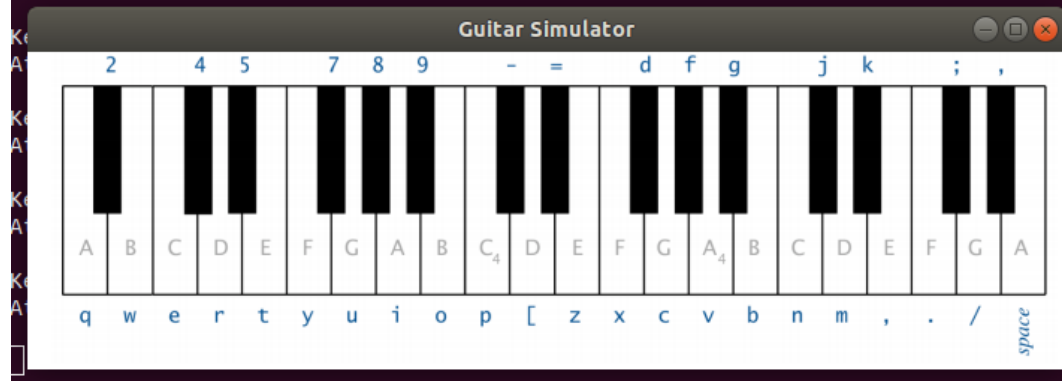 Guitar Simulator
2 4 5 7 8 9 - = d f g j k ; ,
A B C D E F G A B C4 D E F G A4 B C D E F G A
q w e r t y u i o p [ z x c v b n m , . / space